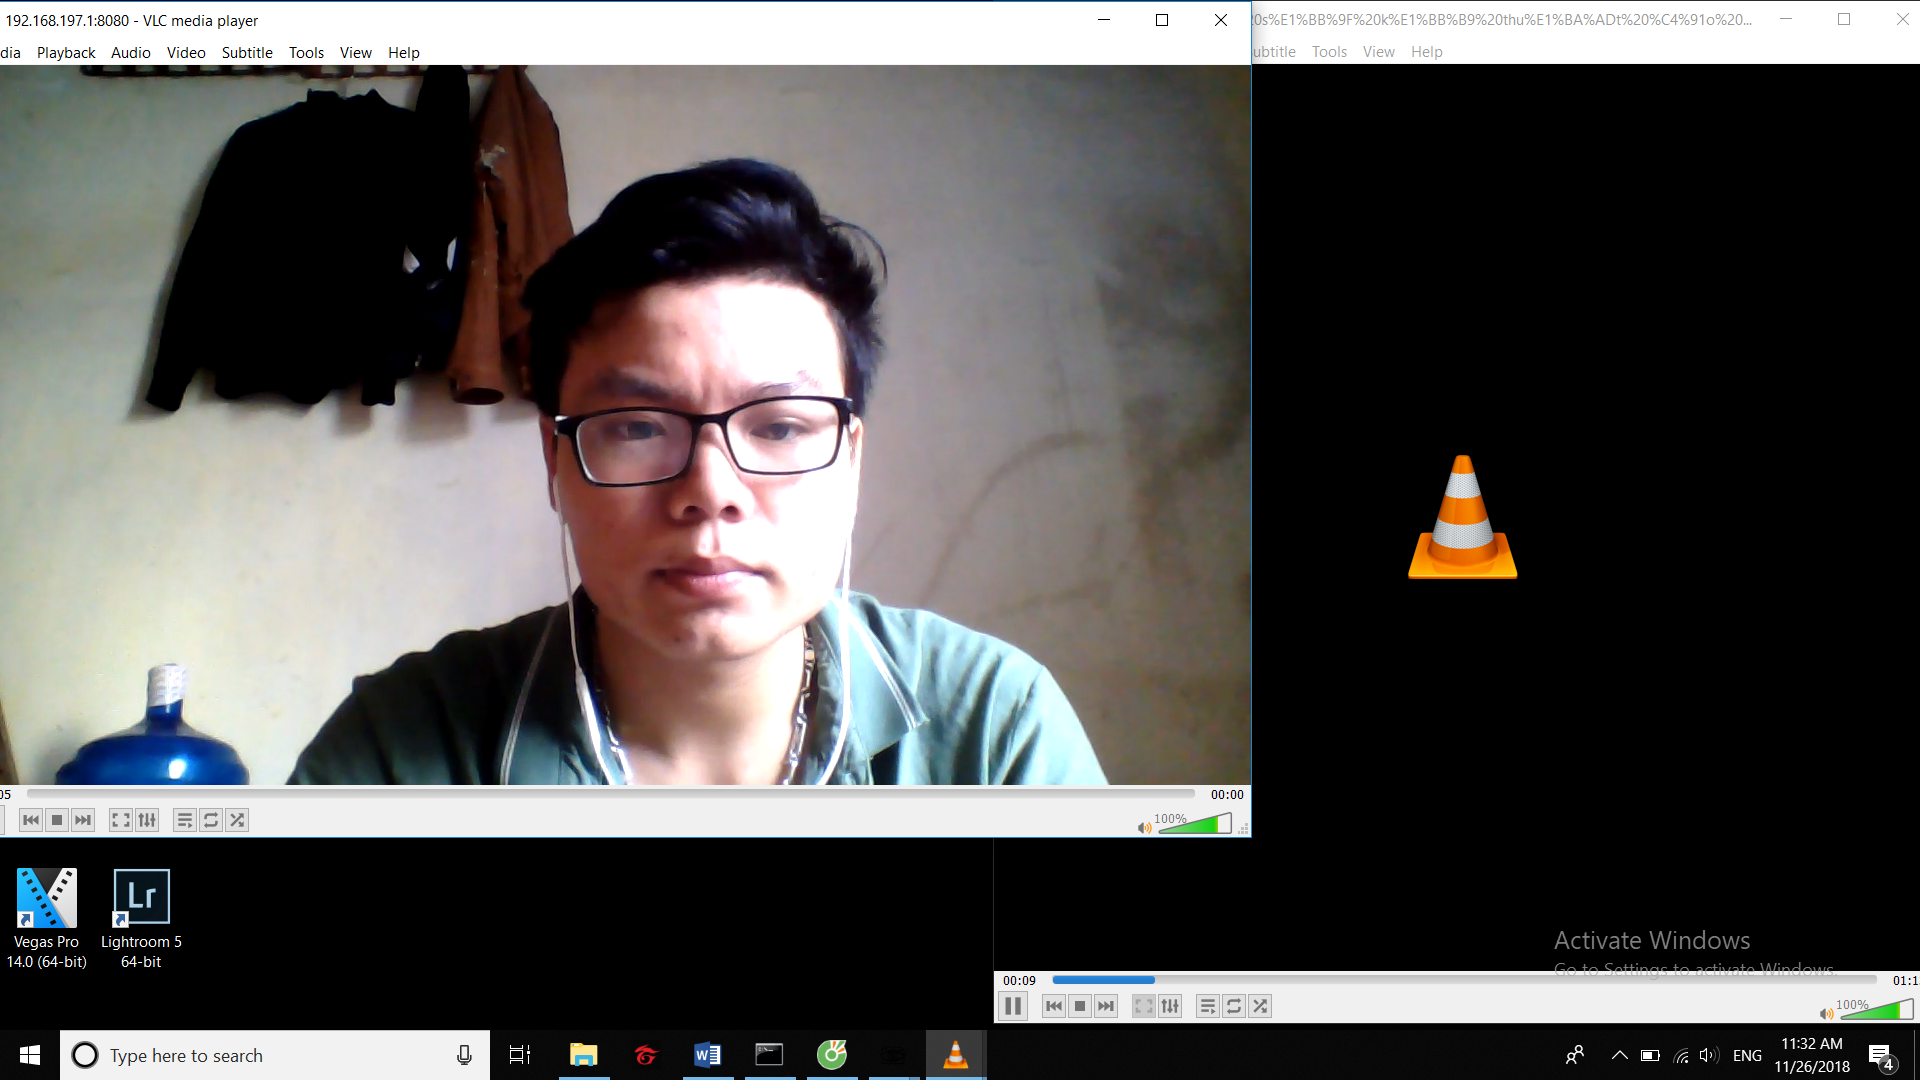 192.168.197.1:8080 - VLC media player
dia Playback Audio Video Subtitle Tools View Help
0s%E1%BB%9F%20k%E1%BB%B9%20thu%E1%BA%ADt%20%C4%91o%20...
ubtitle Tools View Help
05
00:00
100%
Lr
Vegas Pro
14.0 (64-bit)
Lightroom 5
64-bit
Activate Windows
Go to Settings to activate Windows.
00:09
01:1
100%
Type here to search
ENG
11:32 AM
11/26/2018
4